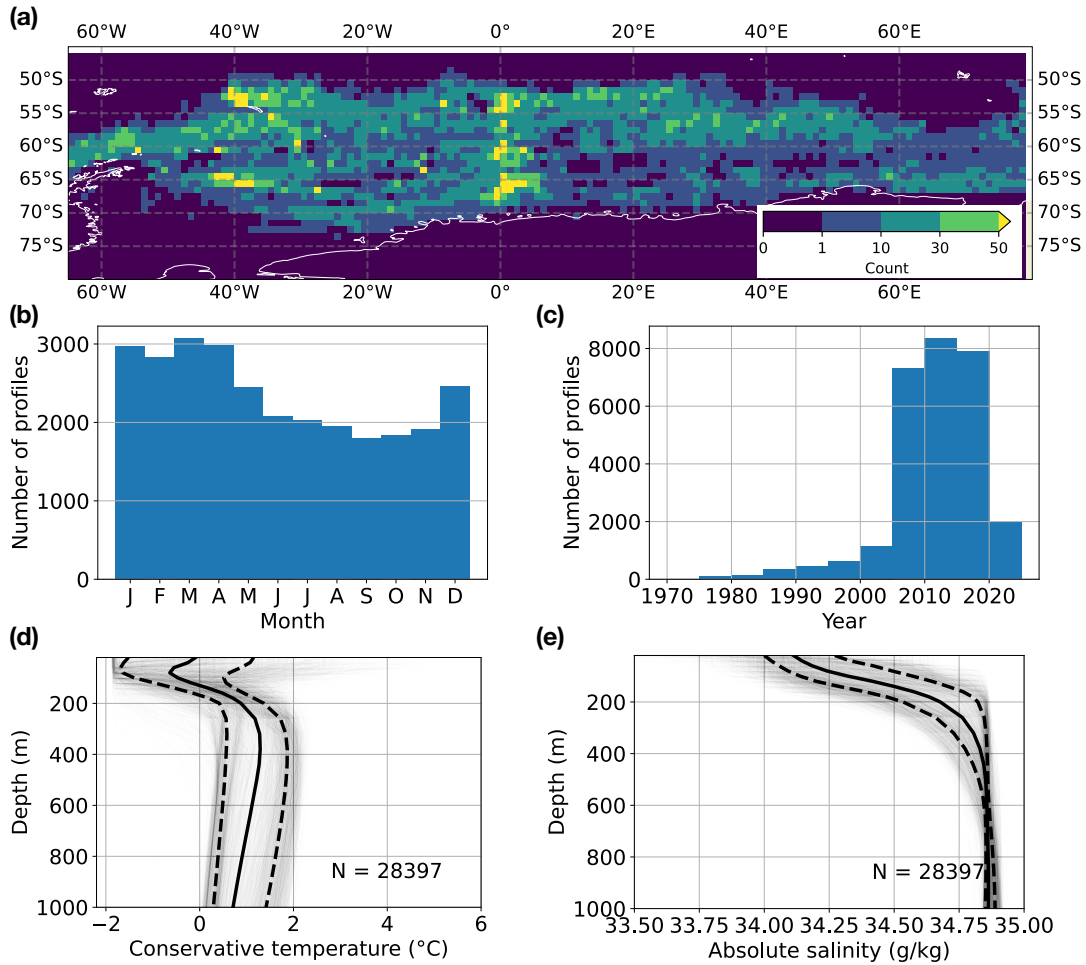 (a)
60°W 40°W 20°W 0° 20°E 40°E 60°E
50°S 50°S
55°S 55°S
60°S 60°S
65°S 65°S
70°S 70°S
75°S 75°S
0 1 10 30 50
Count
60°W 40°W 20°W 0° 20°E 40°E 60°E
(b)
Number of profiles
3000
2000
1000
0
J F M A M J J A S O N D
Month
(c)
Number of profiles
8000
6000
4000
2000
0
1970 1980 1990 2000 2010 2020
Year
(d)
Depth (m)
200
400
600
800
1000
N = 28397
−2 0 2 4 6
Conservative temperature (°C)
(e)
Depth (m)
200
400
600
800
1000
N = 28397
33.50 33.75 34.00 34.25 34.50 34.75 35.00
Absolute salinity (g/kg)